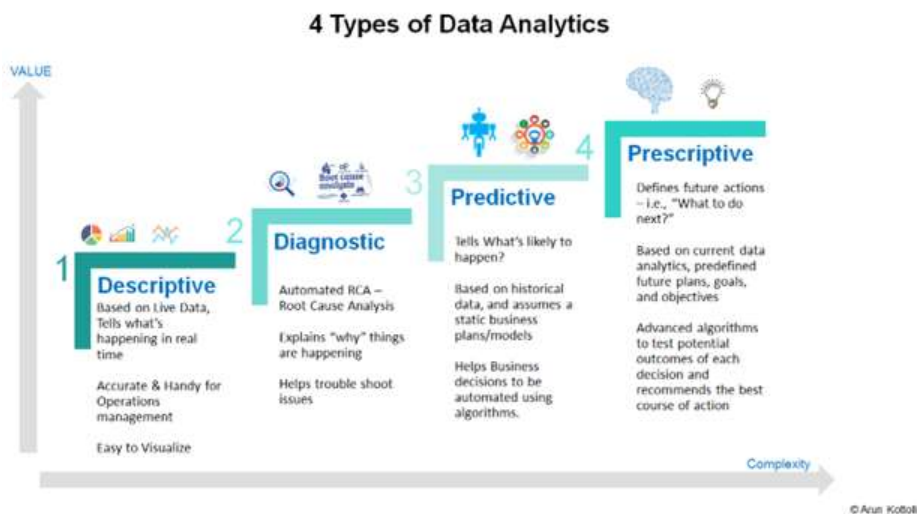 4 Types of Data Analytics
VALUE
1
Descriptive
Based on Live Data,
Tells what's
happening in real
time
Accurate & Handy for
Operations
management
Easy to Visualize
2
Root cause
analysis
Diagnostic
Automated RCA –
Root Cause Analysis
Explains "why" things
are happening
Helps trouble shoot
issues
3
Predictive
Tells What's likely to
happen?
Based on historical
data, and assumes a
static business
plans/models
Helps Business
decisions to be
automated using
algorithms.
4
Prescriptive
Defines future actions
– i.e., "What to do
next?"
Based on current data
analytics, predefined
future plans, goals,
and objectives
Advanced algorithms
to test potential
outcomes of each
decision and
recommends the best
course of action
Complexity
© Arun Kottolli